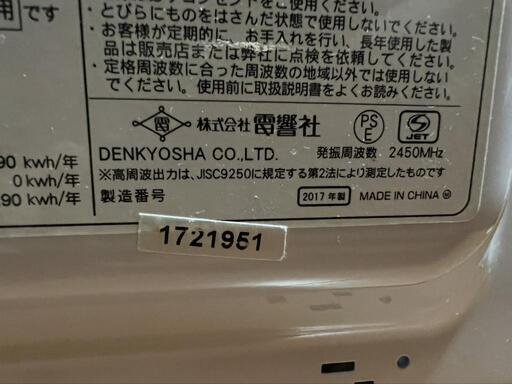 用です
とびらにものをはさんだ状態で使用しないでください。
・お客様が定期的に、お手入れを行い、長年使用した製
品は販売店または弊社に点検を依頼してください。
・定格周波数に合った周波数の地域以外では使用しない
でください。 使用前に取扱説明書をよくお読みください。
株式会社 電響社
PS
E
S
JET
DENKYOSHA CO.,LTD.
発振周波数 2450MHz
90 kwh/年
0 kwh/年
90 kwh/年
※高周波出力は、JISC9250に規定する第2法により測定したものです
製造番号
2017年製
MADE IN CHINA
1721951